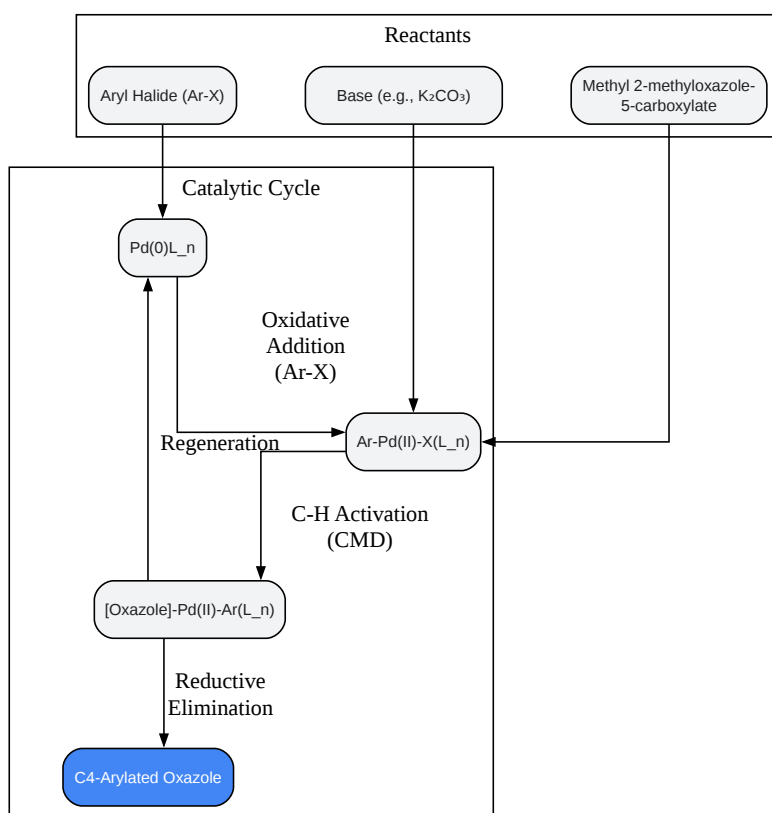 Reactants
Aryl Halide (Ar-X)
Base (e.g., K₂CO₃)
Methyl 2-methyloxazole-
5-carboxylate
Catalytic Cycle
Pd(0)L_n
Oxidative
Addition
(Ar-X)
Regeneration
Ar-Pd(II)-X(L_n)
C-H Activation
(CMD)
[Oxazole]-Pd(II)-Ar(L_n)
Reductive
Elimination
C4-Arylated Oxazole